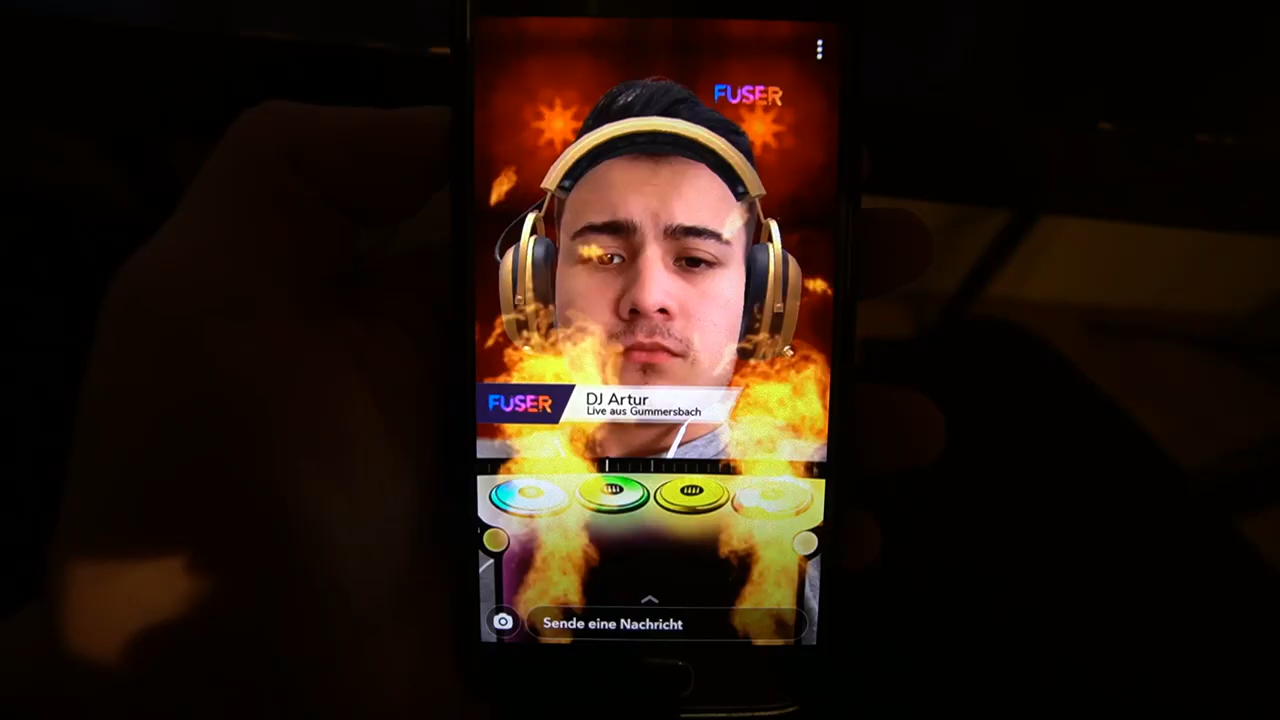 FUSER
FUSER
DJ Artur
Live aus Gummersbach
Sende eine Nachricht